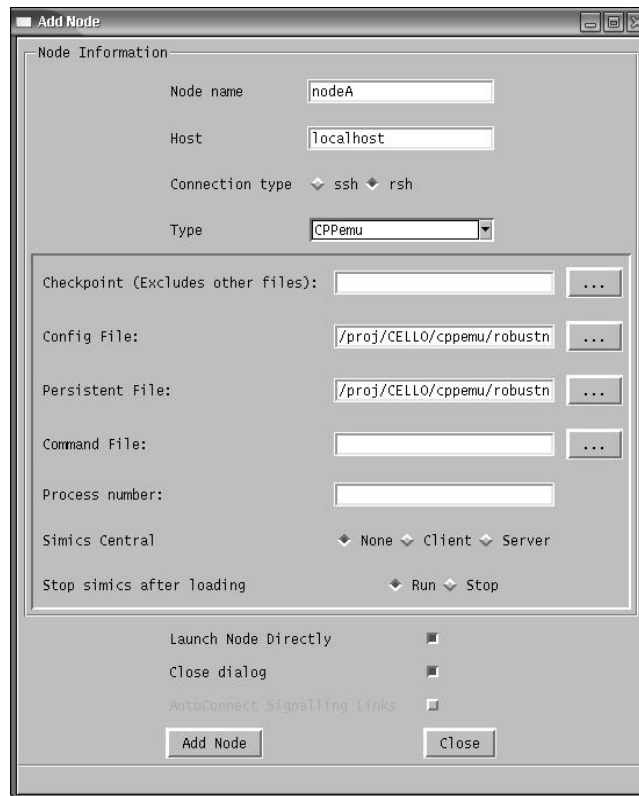 Add Node
Node Information
Node name nodeA
Host localhost
Connection type ssh rsh
Type CPPemu
Checkpoint (Excludes other files): ...
Config File: /proj/CELLO/cppemu/robustn ...
Persistent File: /proj/CELLO/cppemu/robustn ...
Command File: ...
Process number:
Simics Central None Client Server
Stop simics after loading Run Stop
Launch Node Directly
Close dialog
AutoConnect Signalling Links
Add Node Close